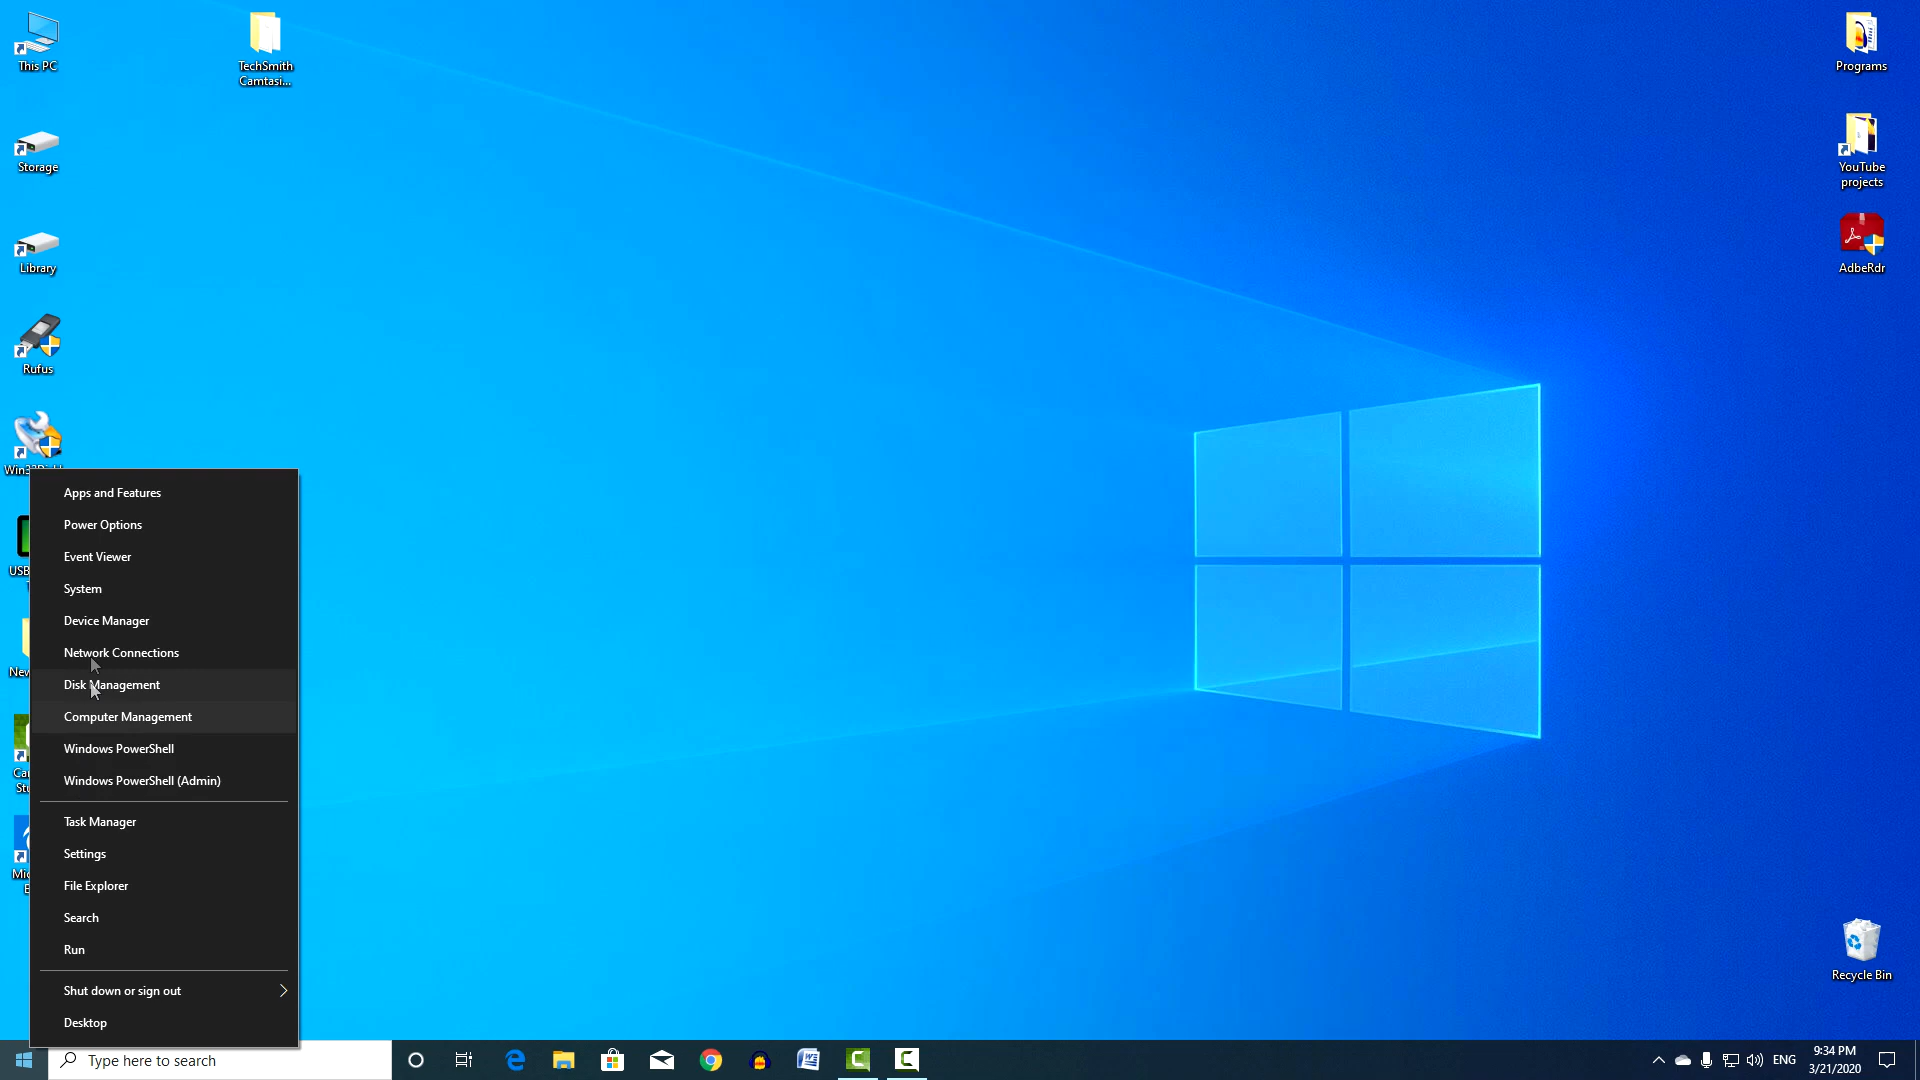 This PC
TechSmith
Camtasi...
Programs
Storage
YouTube
projects
Library
AdbeRdr
Rufus
Apps and Features
Power Options
Event Viewer
System
Device Manager
Network Connections
Disk Management
Computer Management
Windows PowerShell
Windows PowerShell (Admin)
Task Manager
Settings
File Explorer
Search
Run
Shut down or sign out
Desktop
USB
Recycle Bin
Type here to search
ENG
9:34 PM
3/21/2020